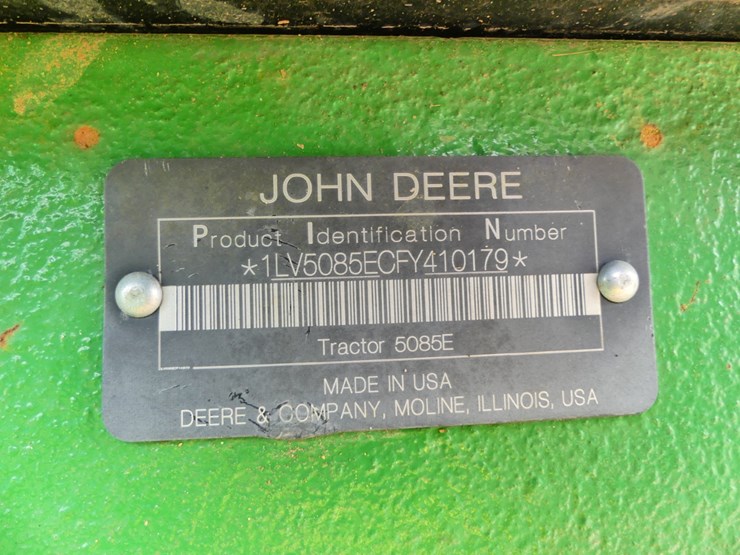 JOHN DEERE
Product Identification Number
*1LV5085ECFY410179*
Tractor 5085E
MADE IN USA
DEERE & COMPANY, MOLINE, ILLINOIS, USA